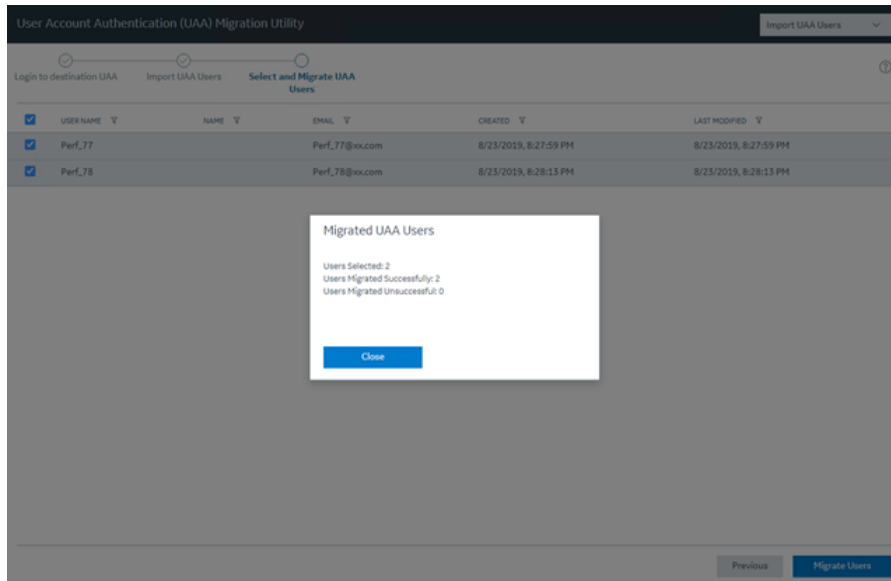 User Account Authentication (UAA) Migration Utility
Import UAA Users
Login to destination UAA
Import UAA Users
Select and Migrate UAA
Users
USER NAME NAME EMAIL CREATED LAST MODIFIED
Perf_77 Perf_77@xx.com 8/23/2019, 8:27:59 PM 8/23/2019, 8:27:59 PM
Perf_78 Perf_78@xx.com 8/23/2019, 8:28:13 PM 8/23/2019, 8:28:13 PM
Migrated UAA Users
Users Selected: 2
Users Migrated Successfully: 2
Users Migrated Unsuccessful: 0
Close
Previous
Migrate Users